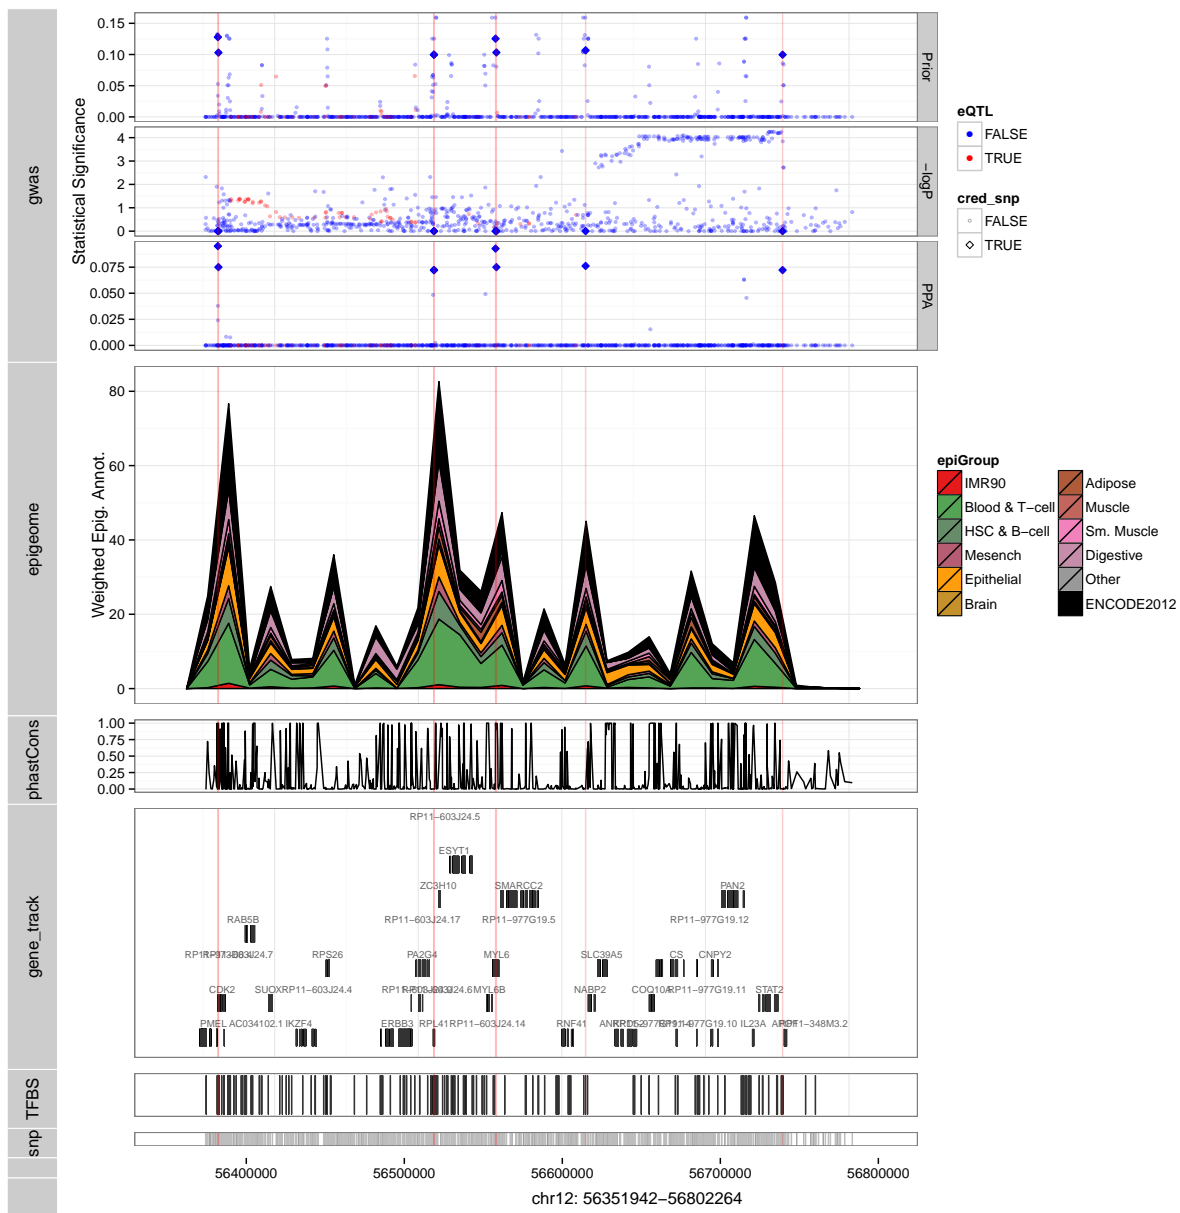 gwas
Statistical Significance
0.15
0.10
0.05
0.00
Prior
4
3
2
1
0
−logP
0.075
0.050
0.025
0.000
PPA
eQTL
FALSE
TRUE
cred_snp
FALSE
TRUE
epigeome
Weighted Epig. Annot.
80
60
40
20
0
epiGroup
IMR90
Blood & T−cell
HSC & B−cell
Mesench
Epithelial
Brain
Adipose
Muscle
Sm. Muscle
Digestive
Other
ENCODE2012
phastCons
1.00
0.75
0.50
0.25
0.00
gene_track
RP11−603J24.5
ESYT1
ZC3H10 SMARCC2 PAN2
RAB5B RP11−603J24.17 RP11−977G19.5 RP11−977G19.12
RPS26 PA2G4 MYL6 SLC39A5 CS CNPY2
CDK2 SUOX RP11−603J24.4 MYL6B NABP2 COQ10A RP11−977G19.11 STAT2
PMEL AC034102.1 IKZF4 ERBB3 RPL41 RP11−603J24.14 RNF41 IL23A
TFBS
snp
56400000 56500000 56600000 56700000 56800000
chr12: 56351942−56802264